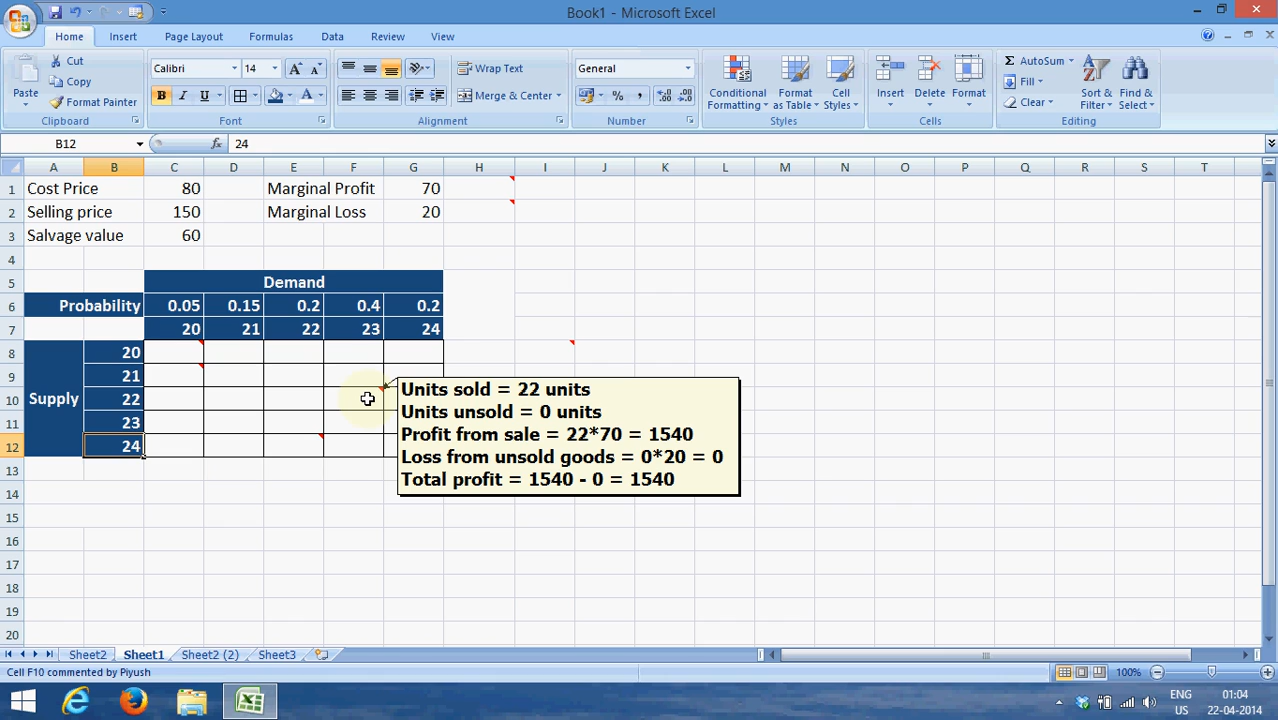 Book1 - Microsoft Excel
Home Insert Page Layout Formulas Data Review View
Paste Cut Copy Format Painter
Calibri 14
B I U
Wrap Text
Merge & Center
General
% ,
Conditional Formatting Format as Table Cell Styles
Insert Delete Format
Σ AutoSum Fill Clear
Sort & Filter Find & Select
Clipboard Font Alignment Number Styles Cells Editing
B12 fx 24
A B C D E F G H I J K L M N O P Q R S T
1 Cost Price 80 Marginal Profit 70
2 Selling price 150 Marginal Loss 20
3 Salvage value 60
4
5 Demand
6 Probability 0.05 0.15 0.2 0.4 0.2
7 20 21 22 23 24
8 20
9 21
10 Supply 22
11 23
12 24
13
14
15
16
17
18
19
20
Units sold = 22 units
Units unsold = 0 units
Profit from sale = 22*70 = 1540
Loss from unsold goods = 0*20 = 0
Total profit = 1540 - 0 = 1540
Sheet2 Sheet1 Sheet2 (2) Sheet3
Cell F10 commented by Piyush 100%
ENG 01:04
US 22-04-2014